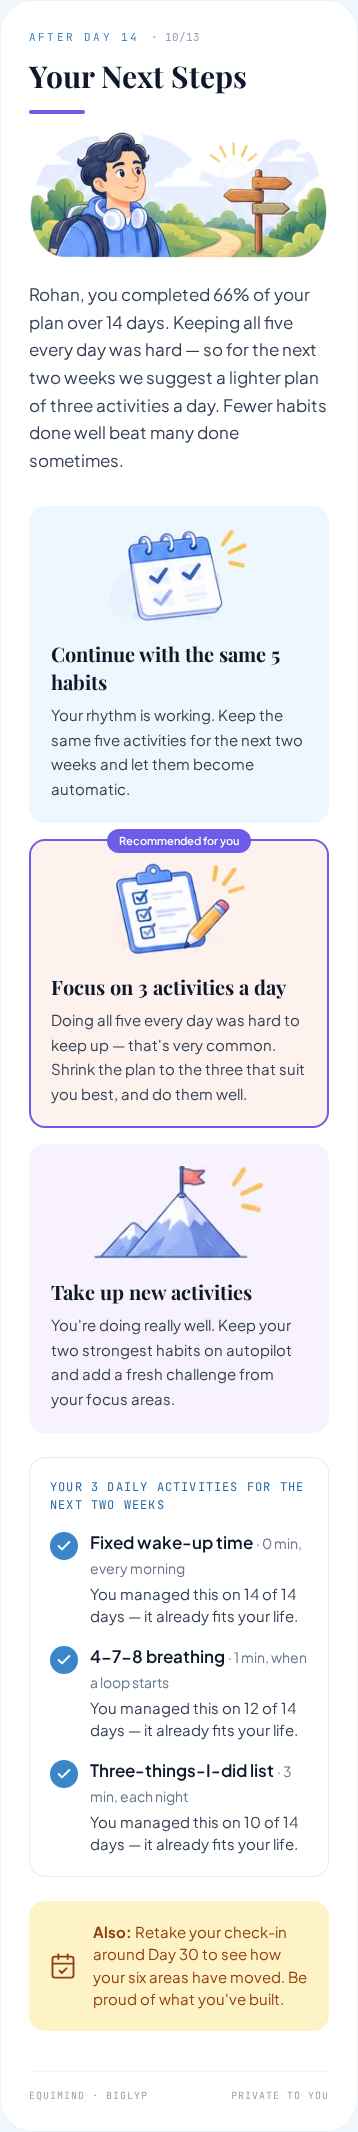 AFTER DAY 14 · 10/13
Your Next Steps
Rohan, you completed 66% of your
plan over 14 days. Keeping all five
every day was hard — so for the next
two weeks we suggest a lighter plan
of three activities a day. Fewer habits
done well beat many done
sometimes.
Continue with the same 5
habits
Your rhythm is working. Keep the
same five activities for the next two
weeks and let them become
automatic.
Recommended for you
Focus on 3 activities a day
Doing all five every day was hard to
keep up — that's very common.
Shrink the plan to the three that suit
you best, and do them well.
Take up new activities
You're doing really well. Keep your
two strongest habits on autopilot
and add a fresh challenge from
your focus areas.
YOUR 3 DAILY ACTIVITIES FOR THE
NEXT TWO WEEKS
Fixed wake-up time · 0 min,
every morning
You managed this on 14 of 14
days — it already fits your life.
4–7–8 breathing · 1 min, when
a loop starts
You managed this on 12 of 14
days — it already fits your life.
Three-things-I-did list · 3
min, each night
You managed this on 10 of 14
days — it already fits your life.
Also: Retake your check-in
around Day 30 to see how
your six areas have moved. Be
proud of what you've built.
EQUIMIND · BIGLYP PRIVATE TO YOU